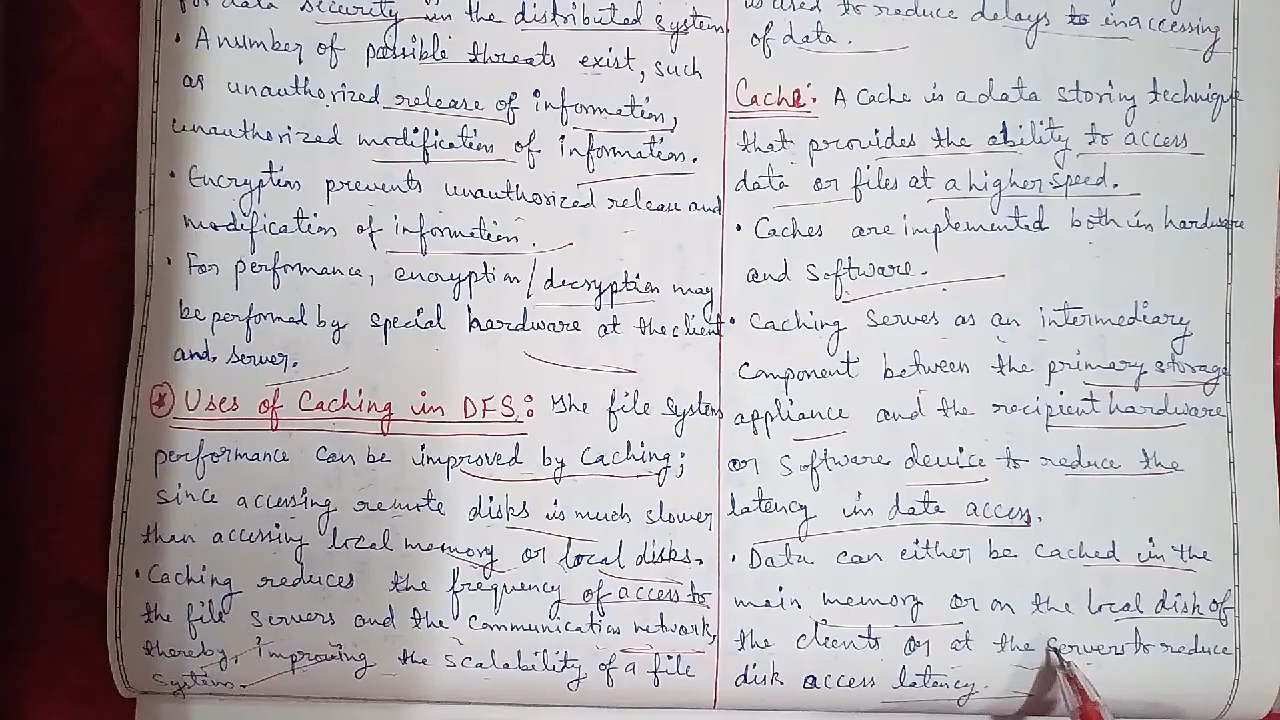 for data security in the distributed system
• A number of possible threats exist, such
as unauthorized release of information,
unauthorized modification of information.
• Encryption prevents unauthorized release and
modification of information.
• For performance, encryption/decryption may
be performed by special hardware at the client
and server.
* Uses of Caching in DFS: The file system
performance can be improved by caching;
since accessing remote disks is much slower
than accessing local memory or local disks.
• Caching reduces the frequency of access to
the file servers and the communication network,
thereby, improving the scalability of a file
system.
is used to reduce delays to in accessing
of data.
Cache: A cache is a data storing technique
that provides the ability to access
data or files at a higher speed.
• Caches are implemented both in hardware
and software.
• Caching serves as an intermediary
component between the primary storage
appliance and the recipient hardware
or software device to reduce the
latency in data access.
• Data can either be cached in the
main memory or on the local disk of
the clients or at the servers to reduce
disk access latency.